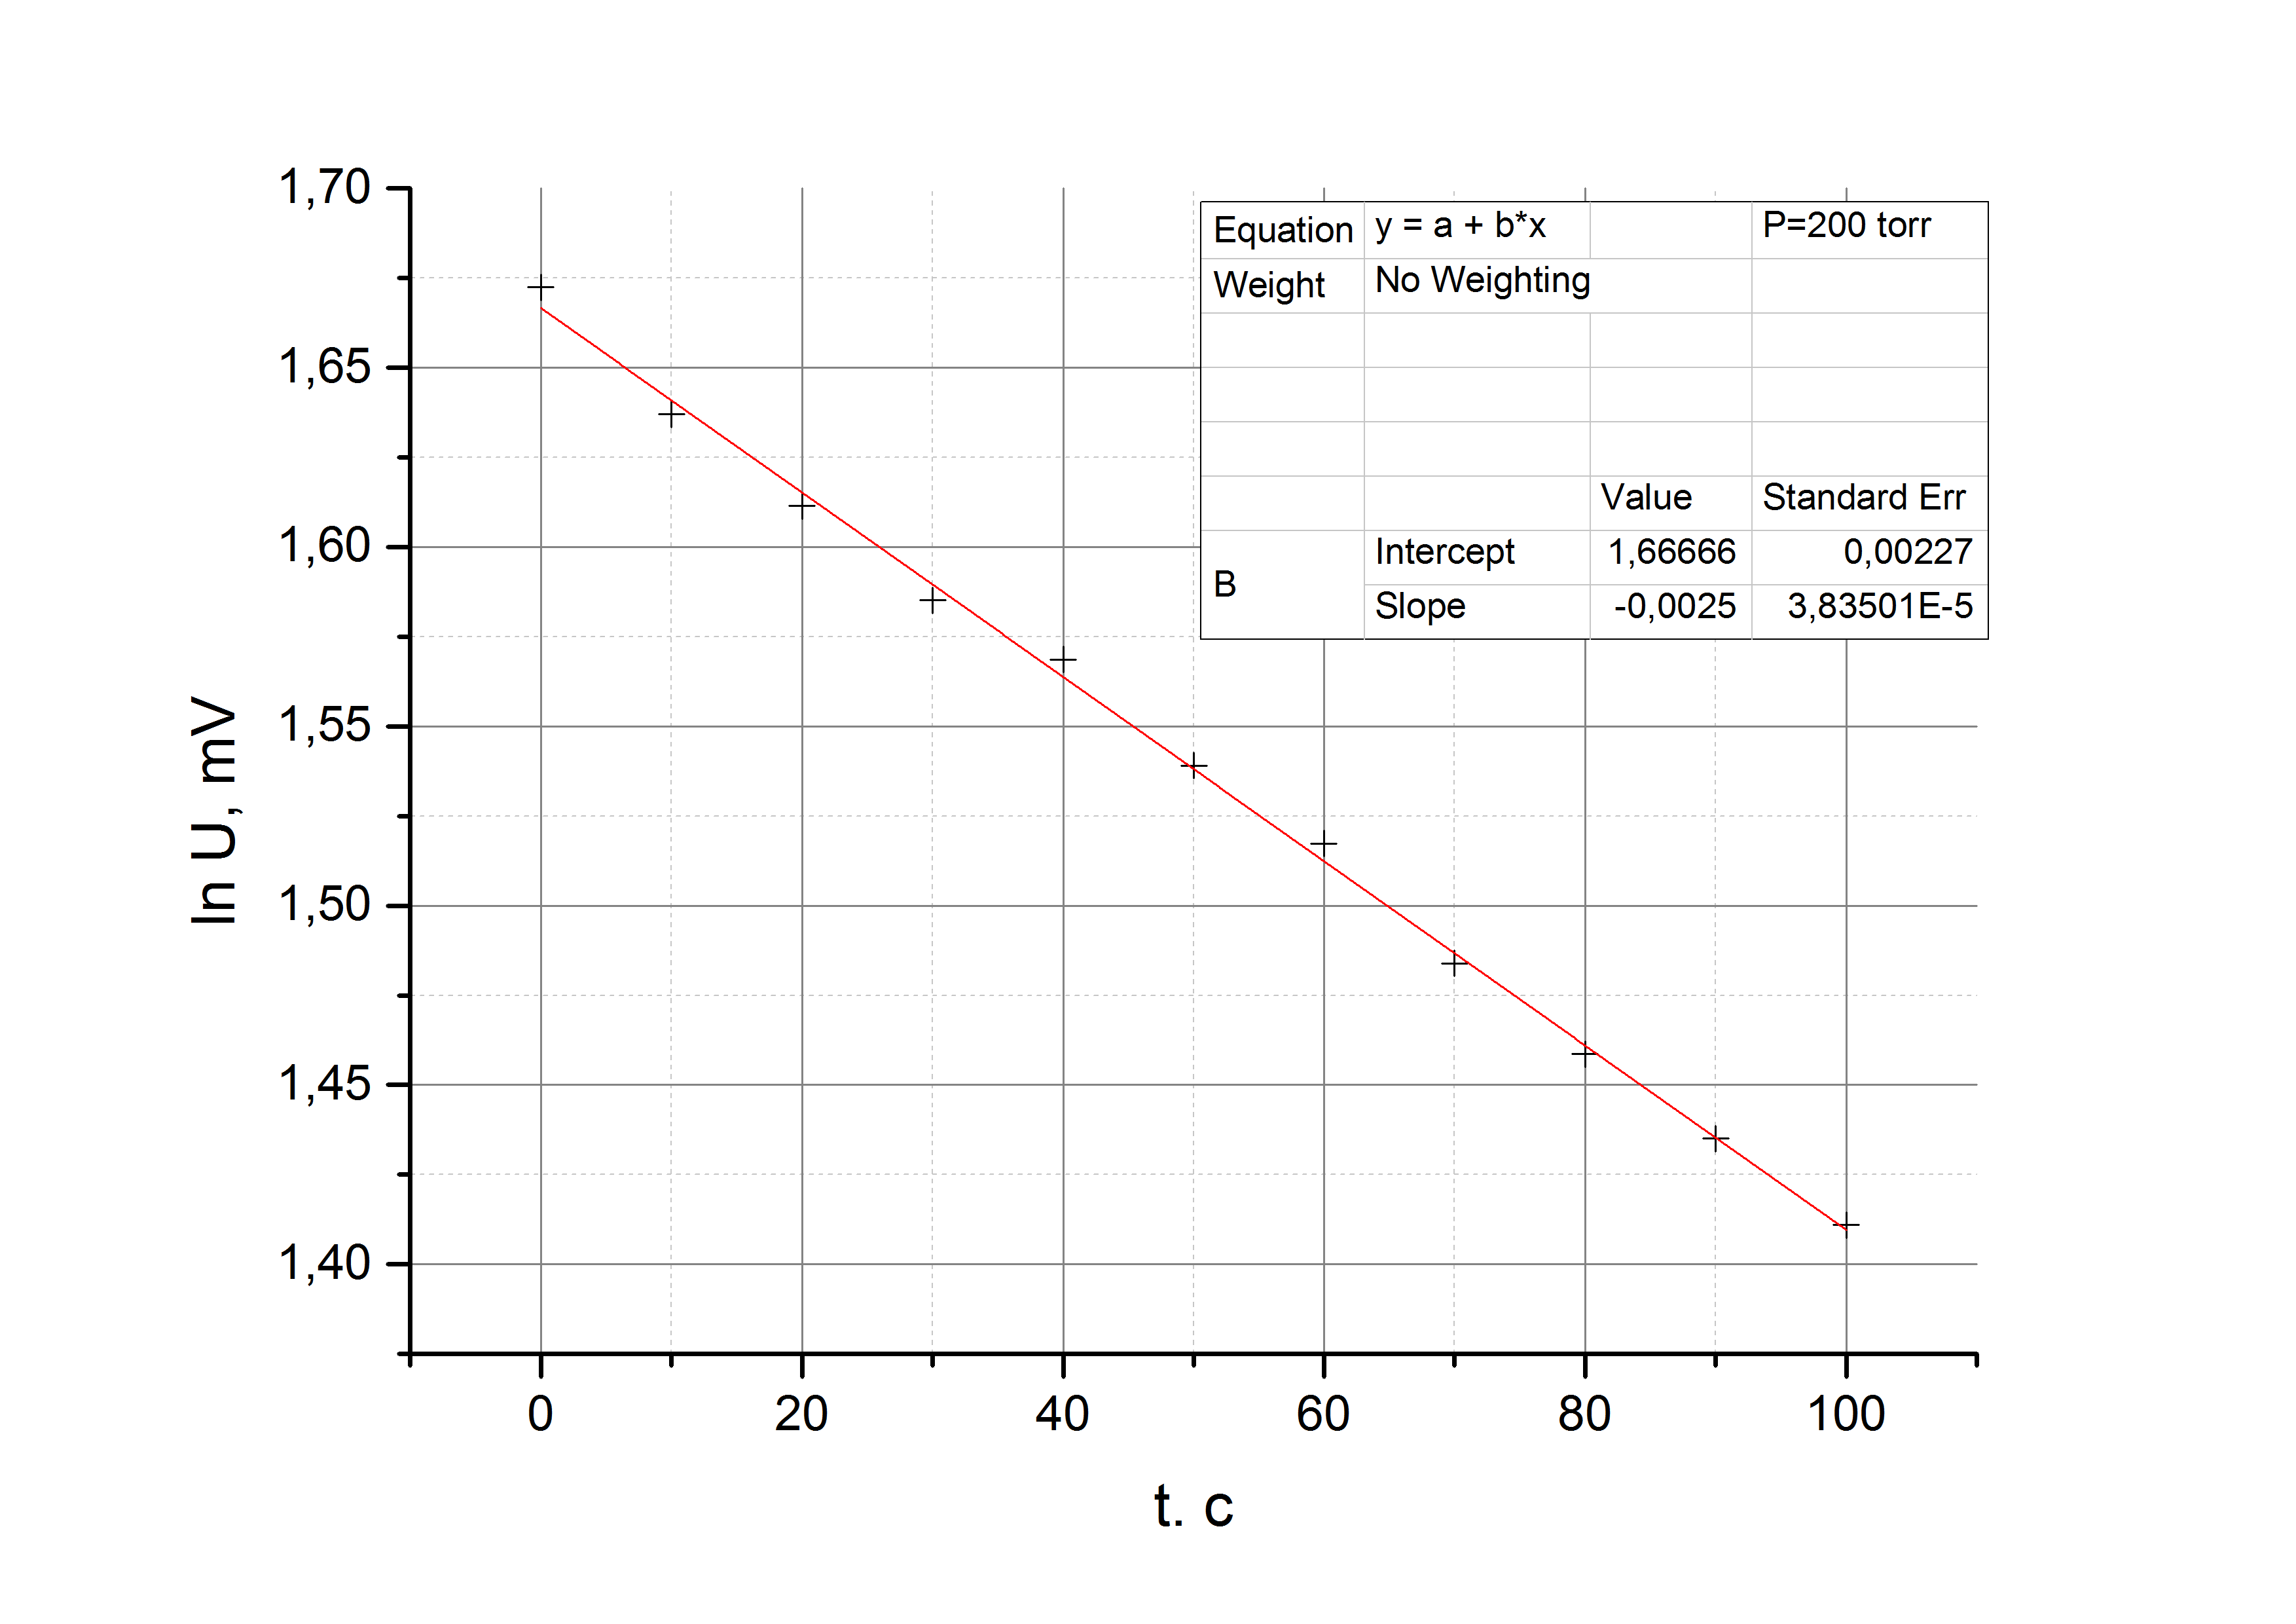 1,70
1,65
1,60
1,55
1,50
1,45
1,40
ln U, mV
0 20 40 60 80 100
t. c
Equation y = a + b*x P=200 torr
Weight No Weighting
Value Standard Err
B
Intercept 1,66666 0,00227
Slope -0,0025 3,83501E-5